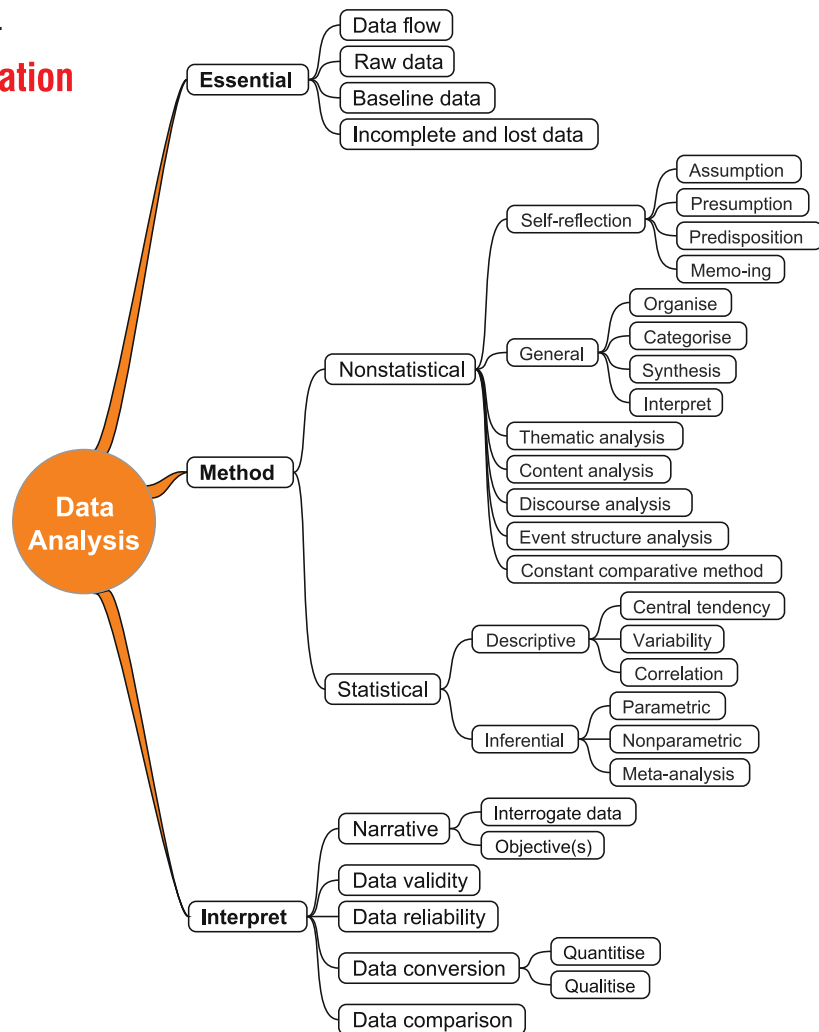 ation
Data
Analysis
Essential
Data flow
Raw data
Baseline data
Incomplete and lost data
Method
Nonstatistical
Self-reflection
Assumption
Presumption
Predisposition
Memo-ing
General
Organise
Categorise
Synthesis
Interpret
Thematic analysis
Content analysis
Discourse analysis
Event structure analysis
Constant comparative method
Statistical
Descriptive
Central tendency
Variability
Correlation
Inferential
Parametric
Nonparametric
Meta-analysis
Interpret
Narrative
Interrogate data
Objective(s)
Data validity
Data reliability
Data conversion
Quantitise
Qualitise
Data comparison